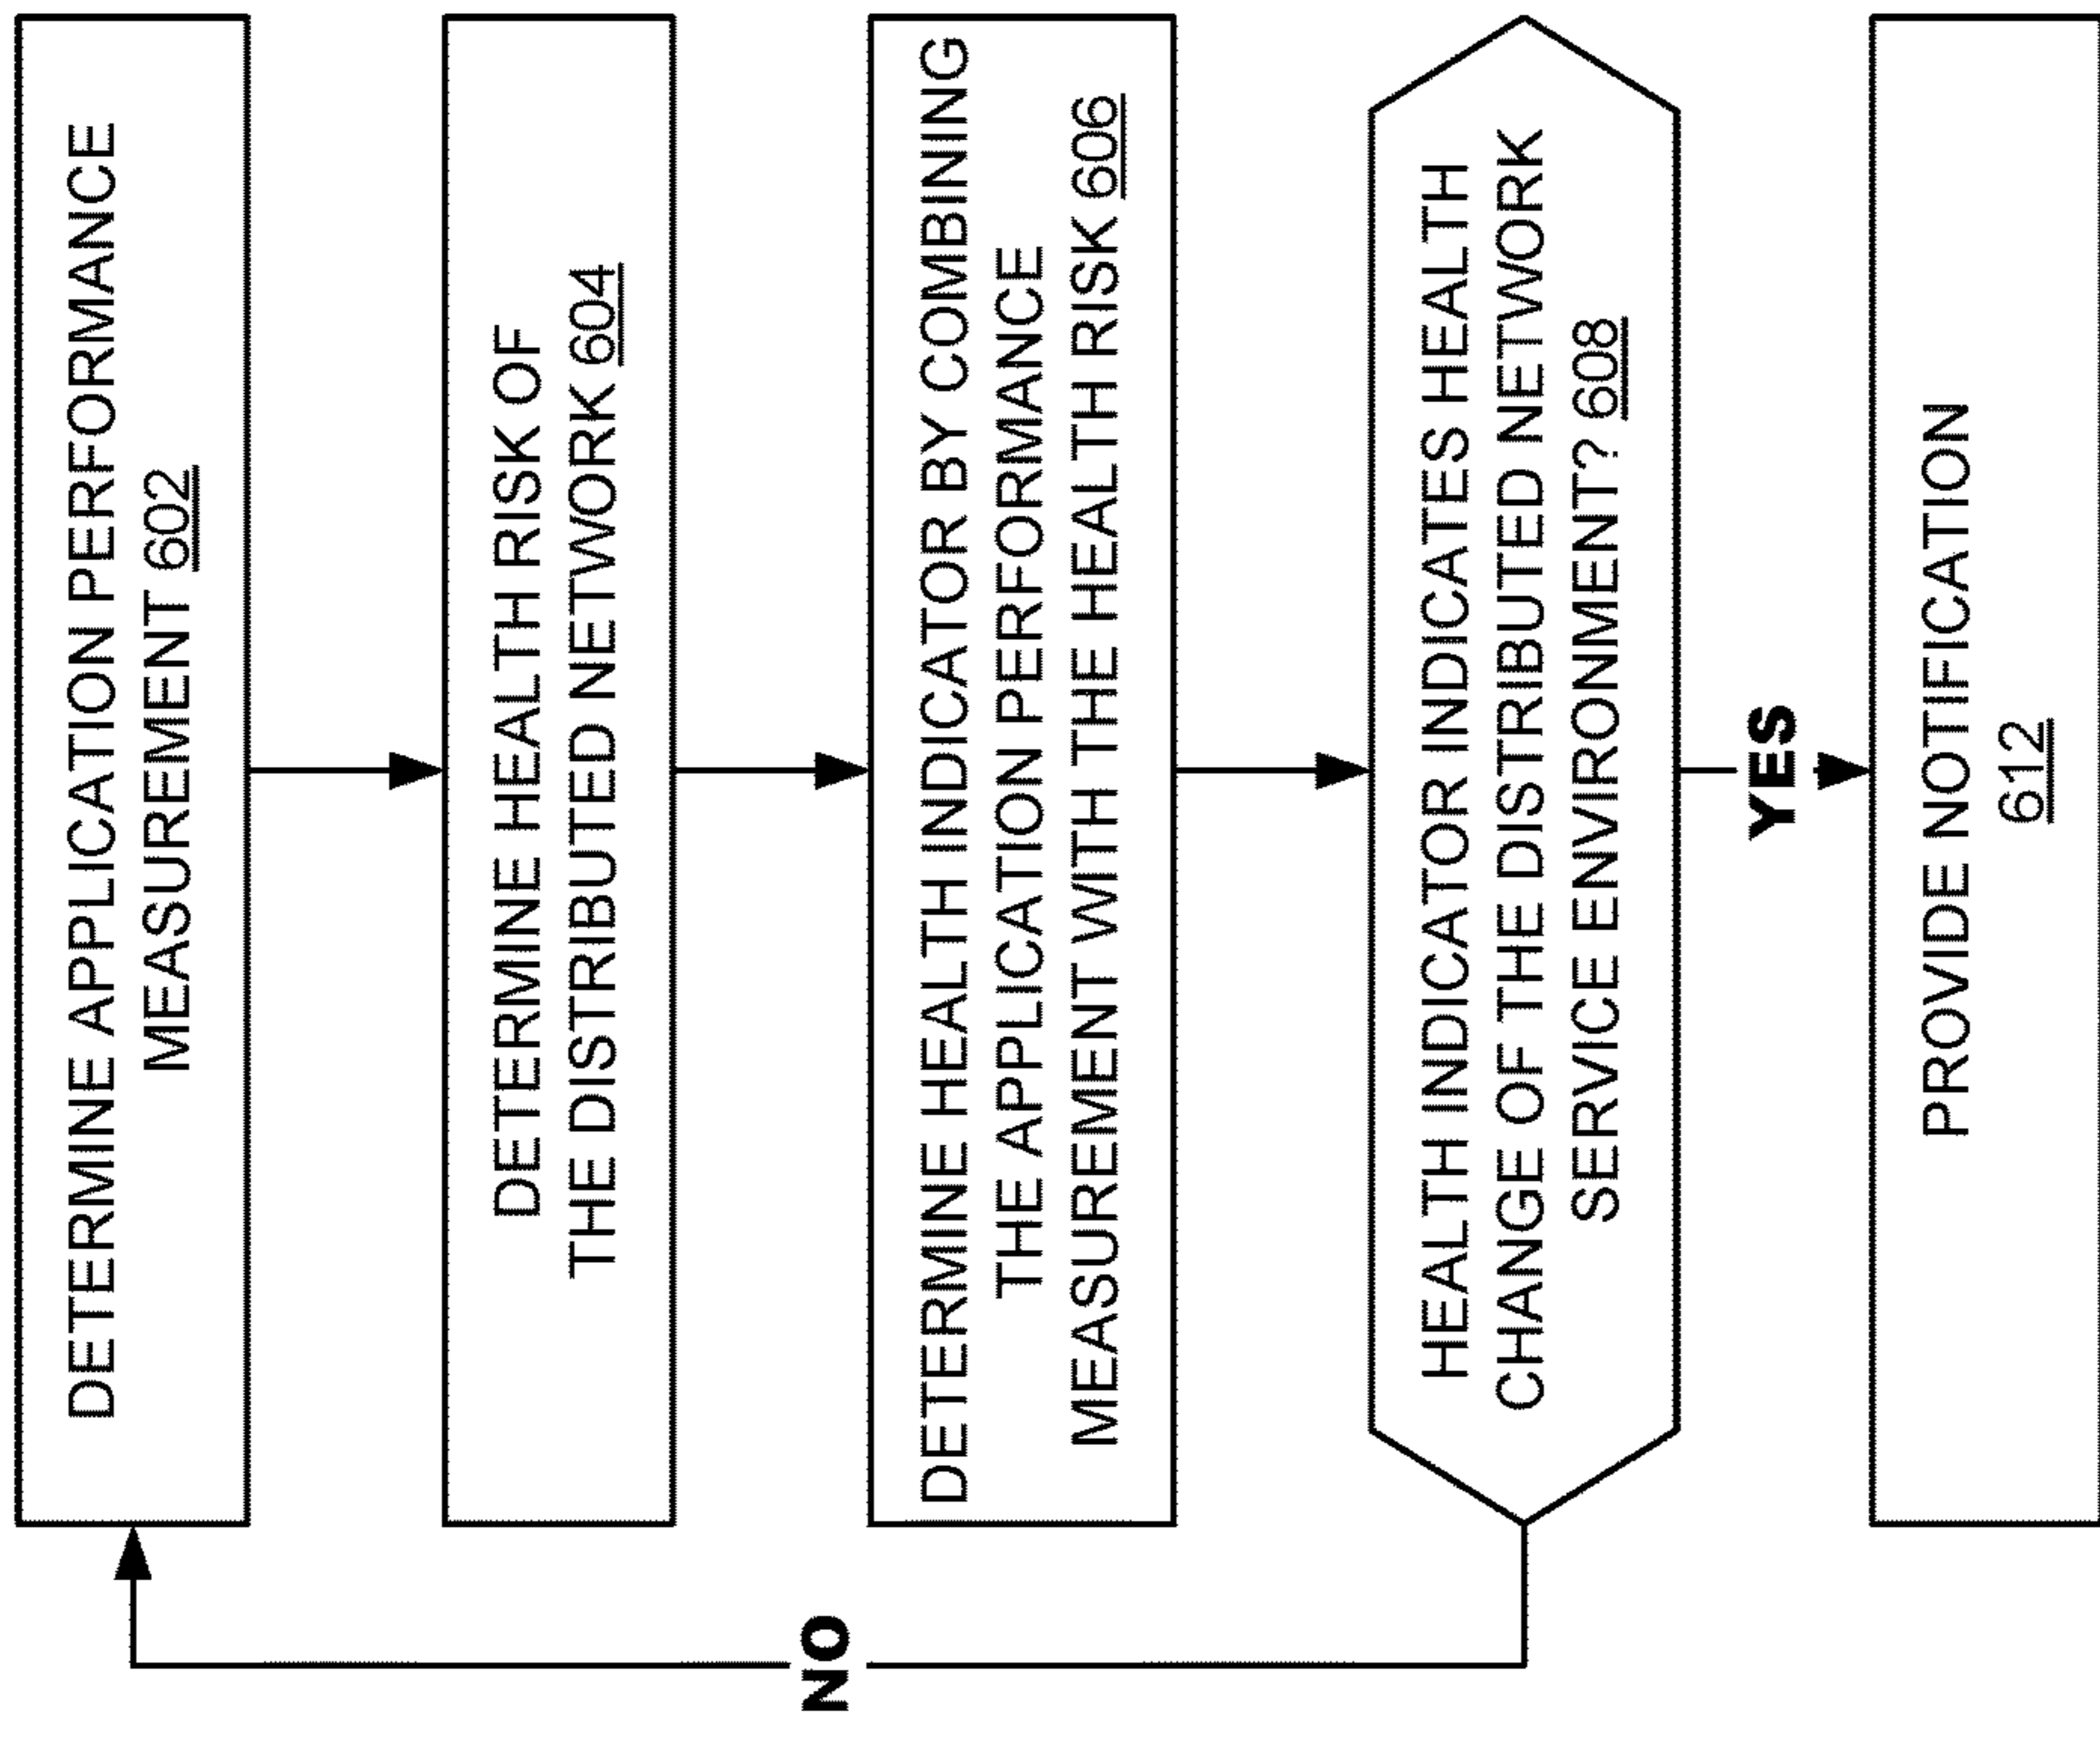 DETERMINE APPLICATION PERFORMANCE
MEASUREMENT 602
DETERMINE HEALTH RISK OF
THE DISTRIBUTED NETWORK 604
DETERMINE HEALTH INDICATOR BY COMBINING
THE APPLICATION PERFORMANCE
MEASUREMENT WITH THE HEALTH RISK 606
HEALTH INDICATOR INDICATES HEALTH
CHANGE OF THE DISTRIBUTED NETWORK
SERVICE ENVIRONMENT? 608
NO
YES
PROVIDE NOTIFICATION
612